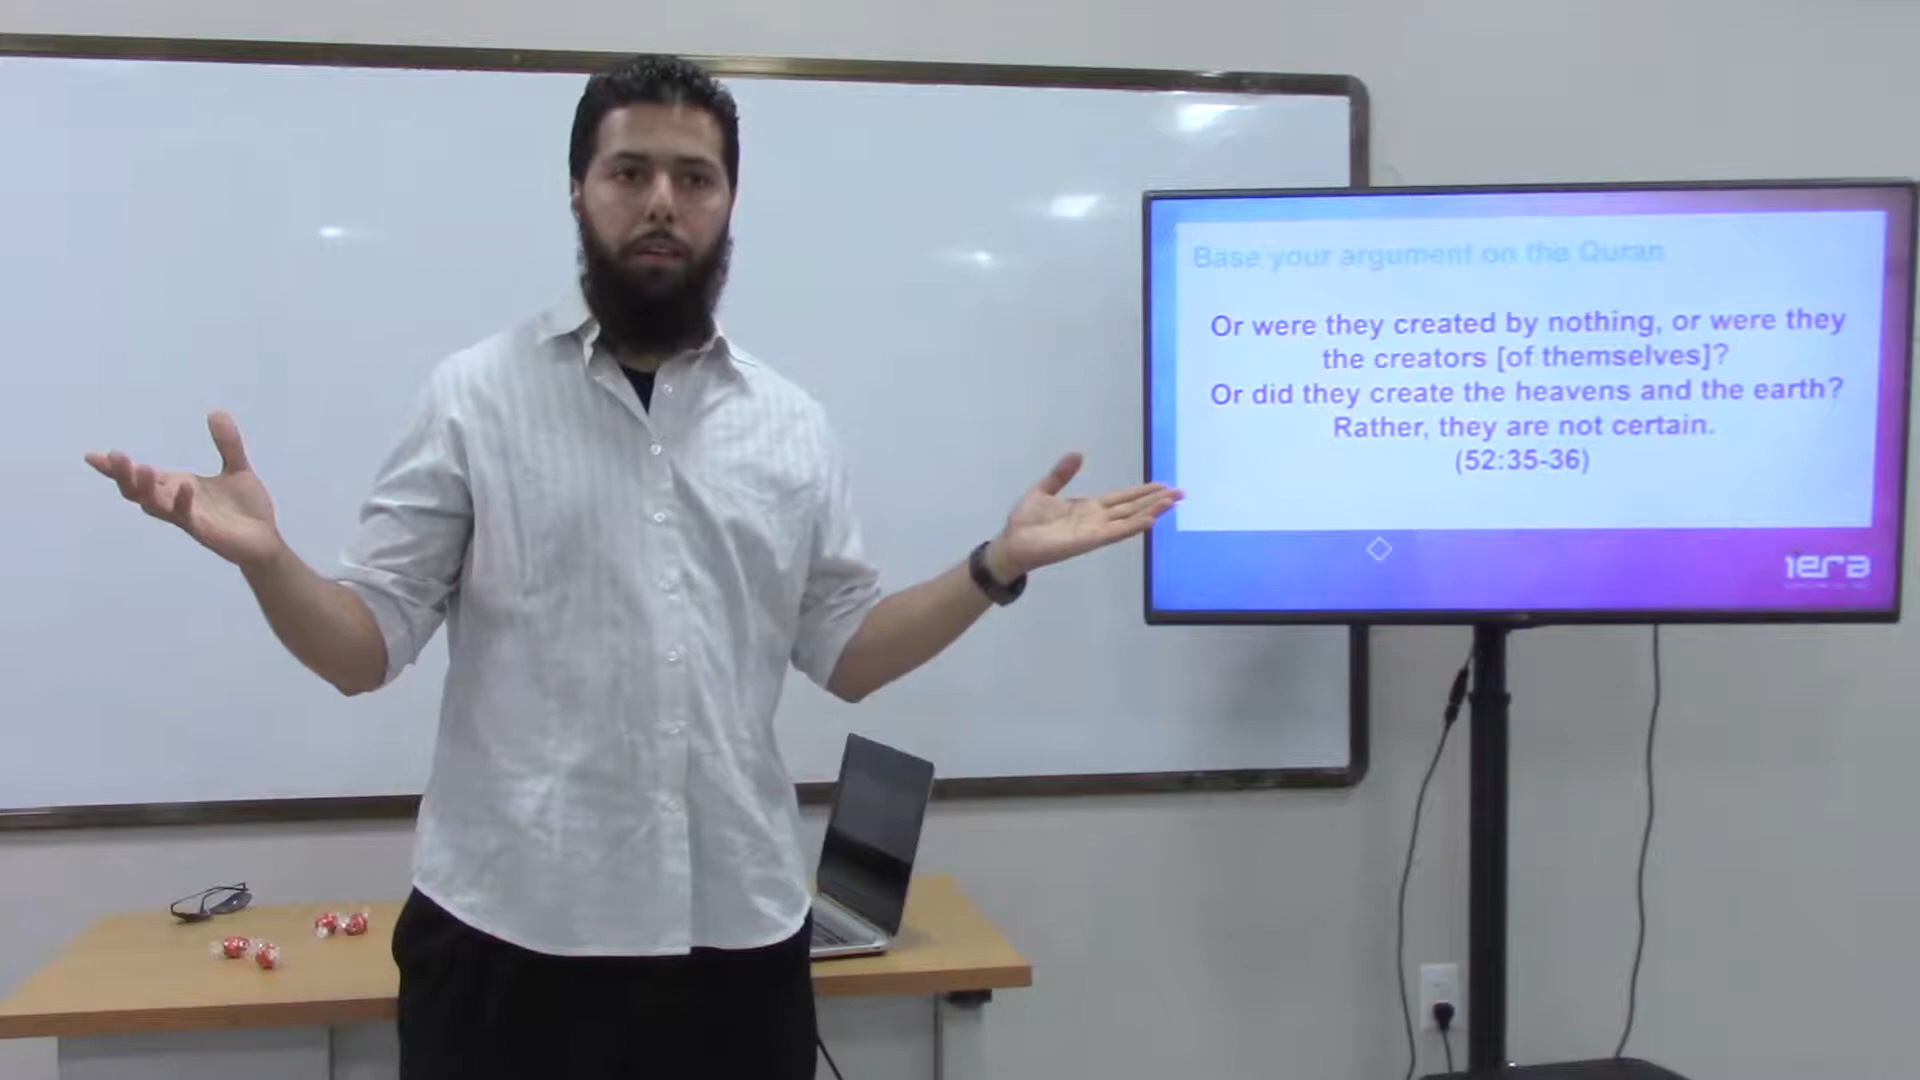 Base your argument on the Quran
Or were they created by nothing, or were they
the creators [of themselves]?
Or did they create the heavens and the earth?
Rather, they are not certain.
(52:35-36)
iera